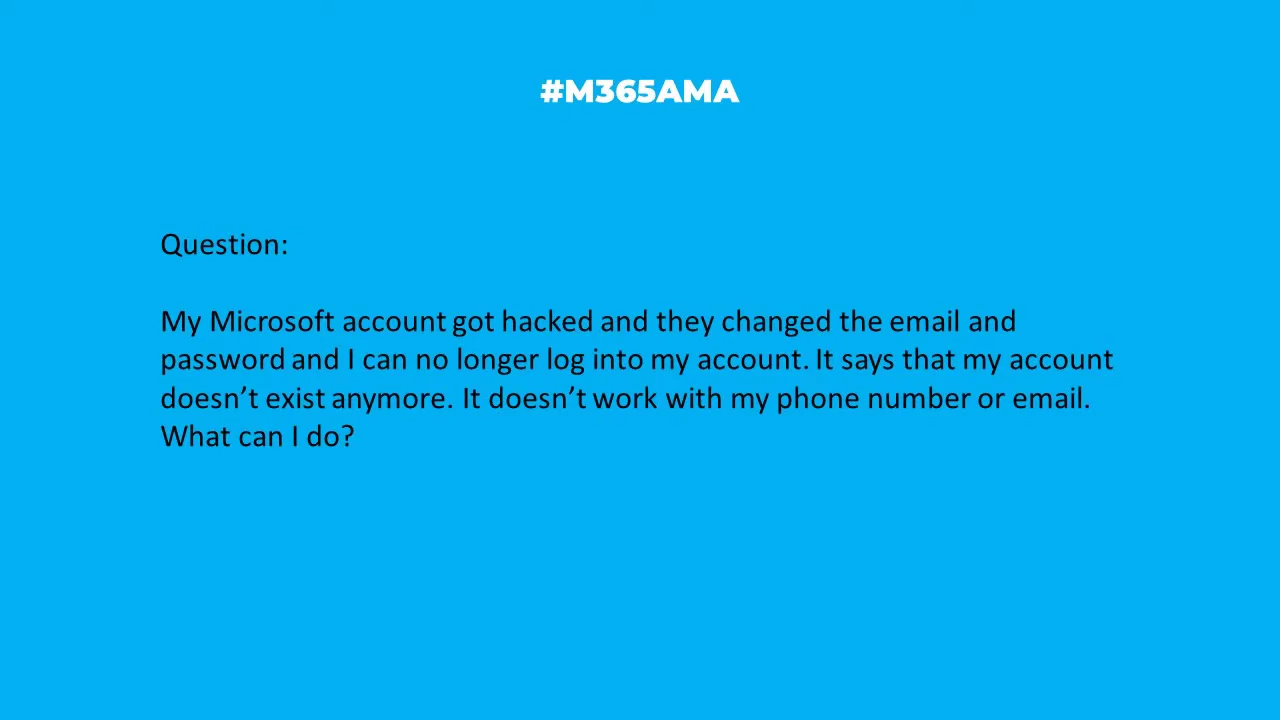 #M365AMA
Question:
My Microsoft account got hacked and they changed the email and
password and I can no longer log into my account. It says that my account
doesn’t exist anymore. It doesn’t work with my phone number or email.
What can I do?